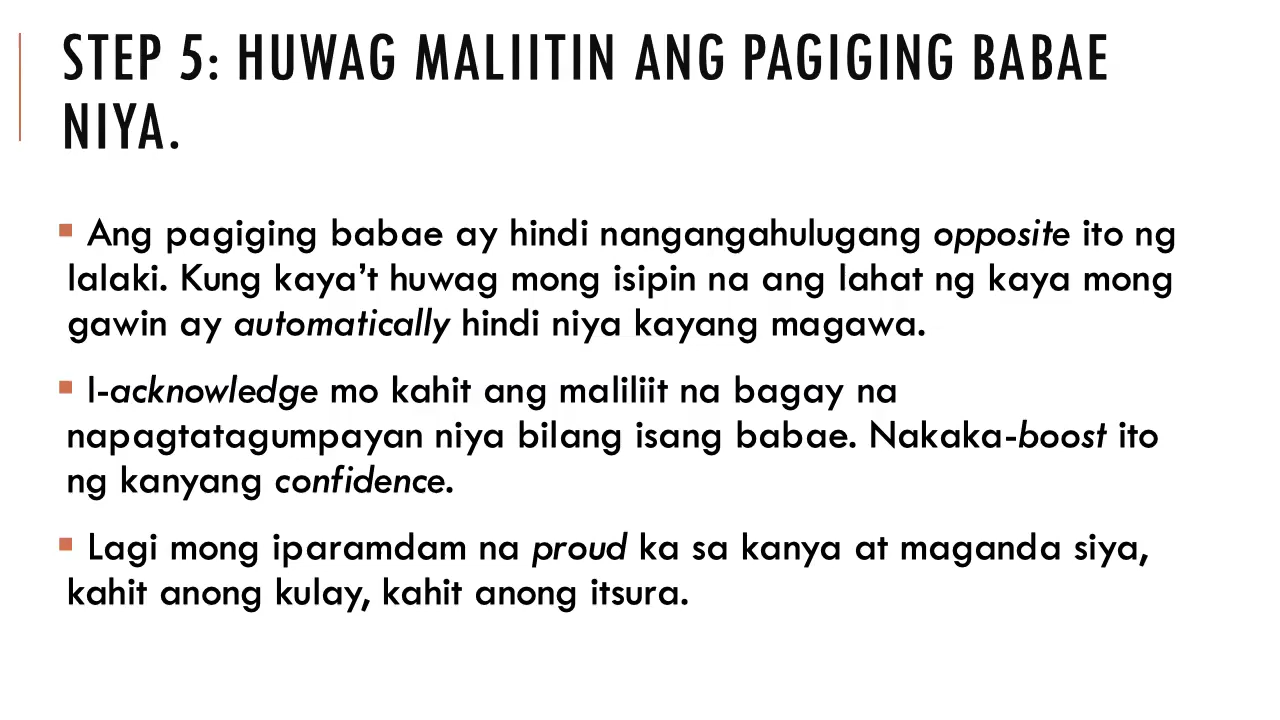 STEP 5: HUWAG MALIITIN ANG PAGIGING BABAE
NIYA.
▪ Ang pagiging babae ay hindi nangangahulugang opposite ito ng
lalaki. Kung kaya’t huwag mong isipin na ang lahat ng kaya mong
gawin ay automatically hindi niya kayang magawa.
▪ I-acknowledge mo kahit ang maliliit na bagay na
napagtatagumpayan niya bilang isang babae. Nakaka-boost ito
ng kanyang confidence.
▪ Lagi mong iparamdam na proud ka sa kanya at maganda siya,
kahit anong kulay, kahit anong itsura.